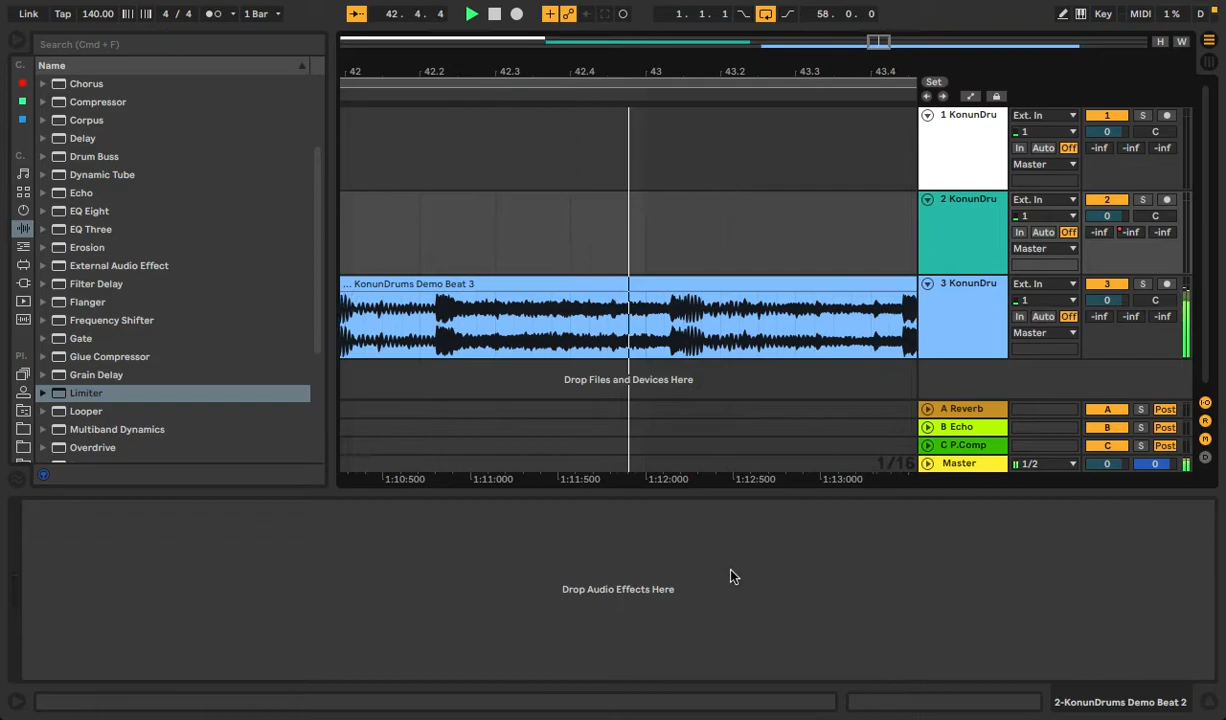 Link Tap 140.00 4 / 4 1 Bar 42. 4. 4 1. 1. 1 58. 0. 0 Key MIDI 1 % D
Search (Cmd + F)
H W
C. Name
42 42.2 42.3 42.4 43 43.2 43.3 43.4
Set
Chorus
Compressor
Corpus
Delay
C. Drum Buss
Dynamic Tube
Echo
EQ Eight
EQ Three
Erosion
External Audio Effect
Filter Delay
Flanger
Frequency Shifter
Gate
Pl. Glue Compressor
Grain Delay
Limiter
Looper
Multiband Dynamics
Overdrive
1 KonunDru Ext. In 1 S
1 0 C
In Auto Off -inf -inf -inf
Master
2 KonunDru Ext. In 2 S
1 0 C
In Auto Off -inf -inf -inf
Master
... KonunDrums Demo Beat 3
3 KonunDru Ext. In 3 S
1 0 C
In Auto Off -inf -inf -inf
Master
Drop Files and Devices Here
A Reverb A S Post
B Echo B S Post
C P.Comp C S Post
1/16 Master 1/2 0 0
I·O
R
M
D
1:10:500 1:11:000 1:11:500 1:12:000 1:12:500 1:13:000
Drop Audio Effects Here
2-KonunDrums Demo Beat 2